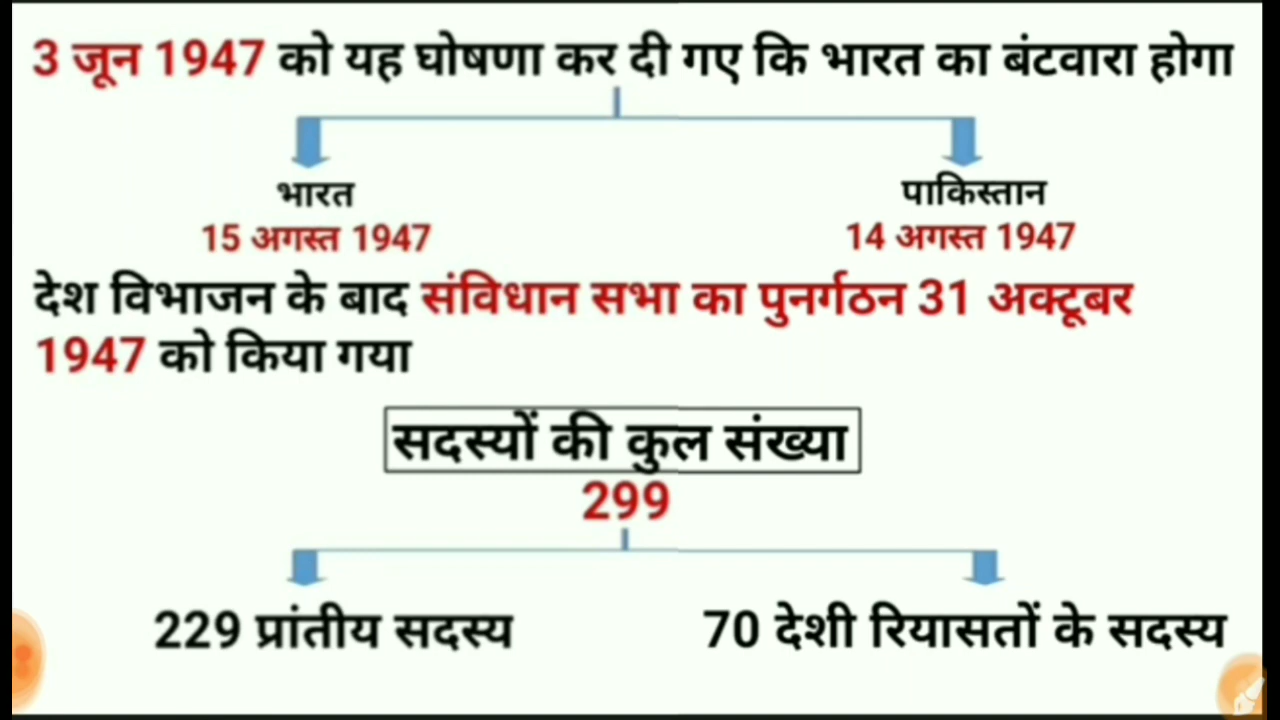 3 जून 1947 को यह घोषणा कर दी गए कि भारत का बंटवारा होगा
भारत
पाकिस्तान
15 अगस्त 1947
14 अगस्त 1947
देश विभाजन के बाद संविधान सभा का पुनर्गठन 31 अक्टूबर
1947 को किया गया
सदस्यों की कुल संख्या
299
229 प्रांतीय सदस्य
70 देशी रियासतों के सदस्य